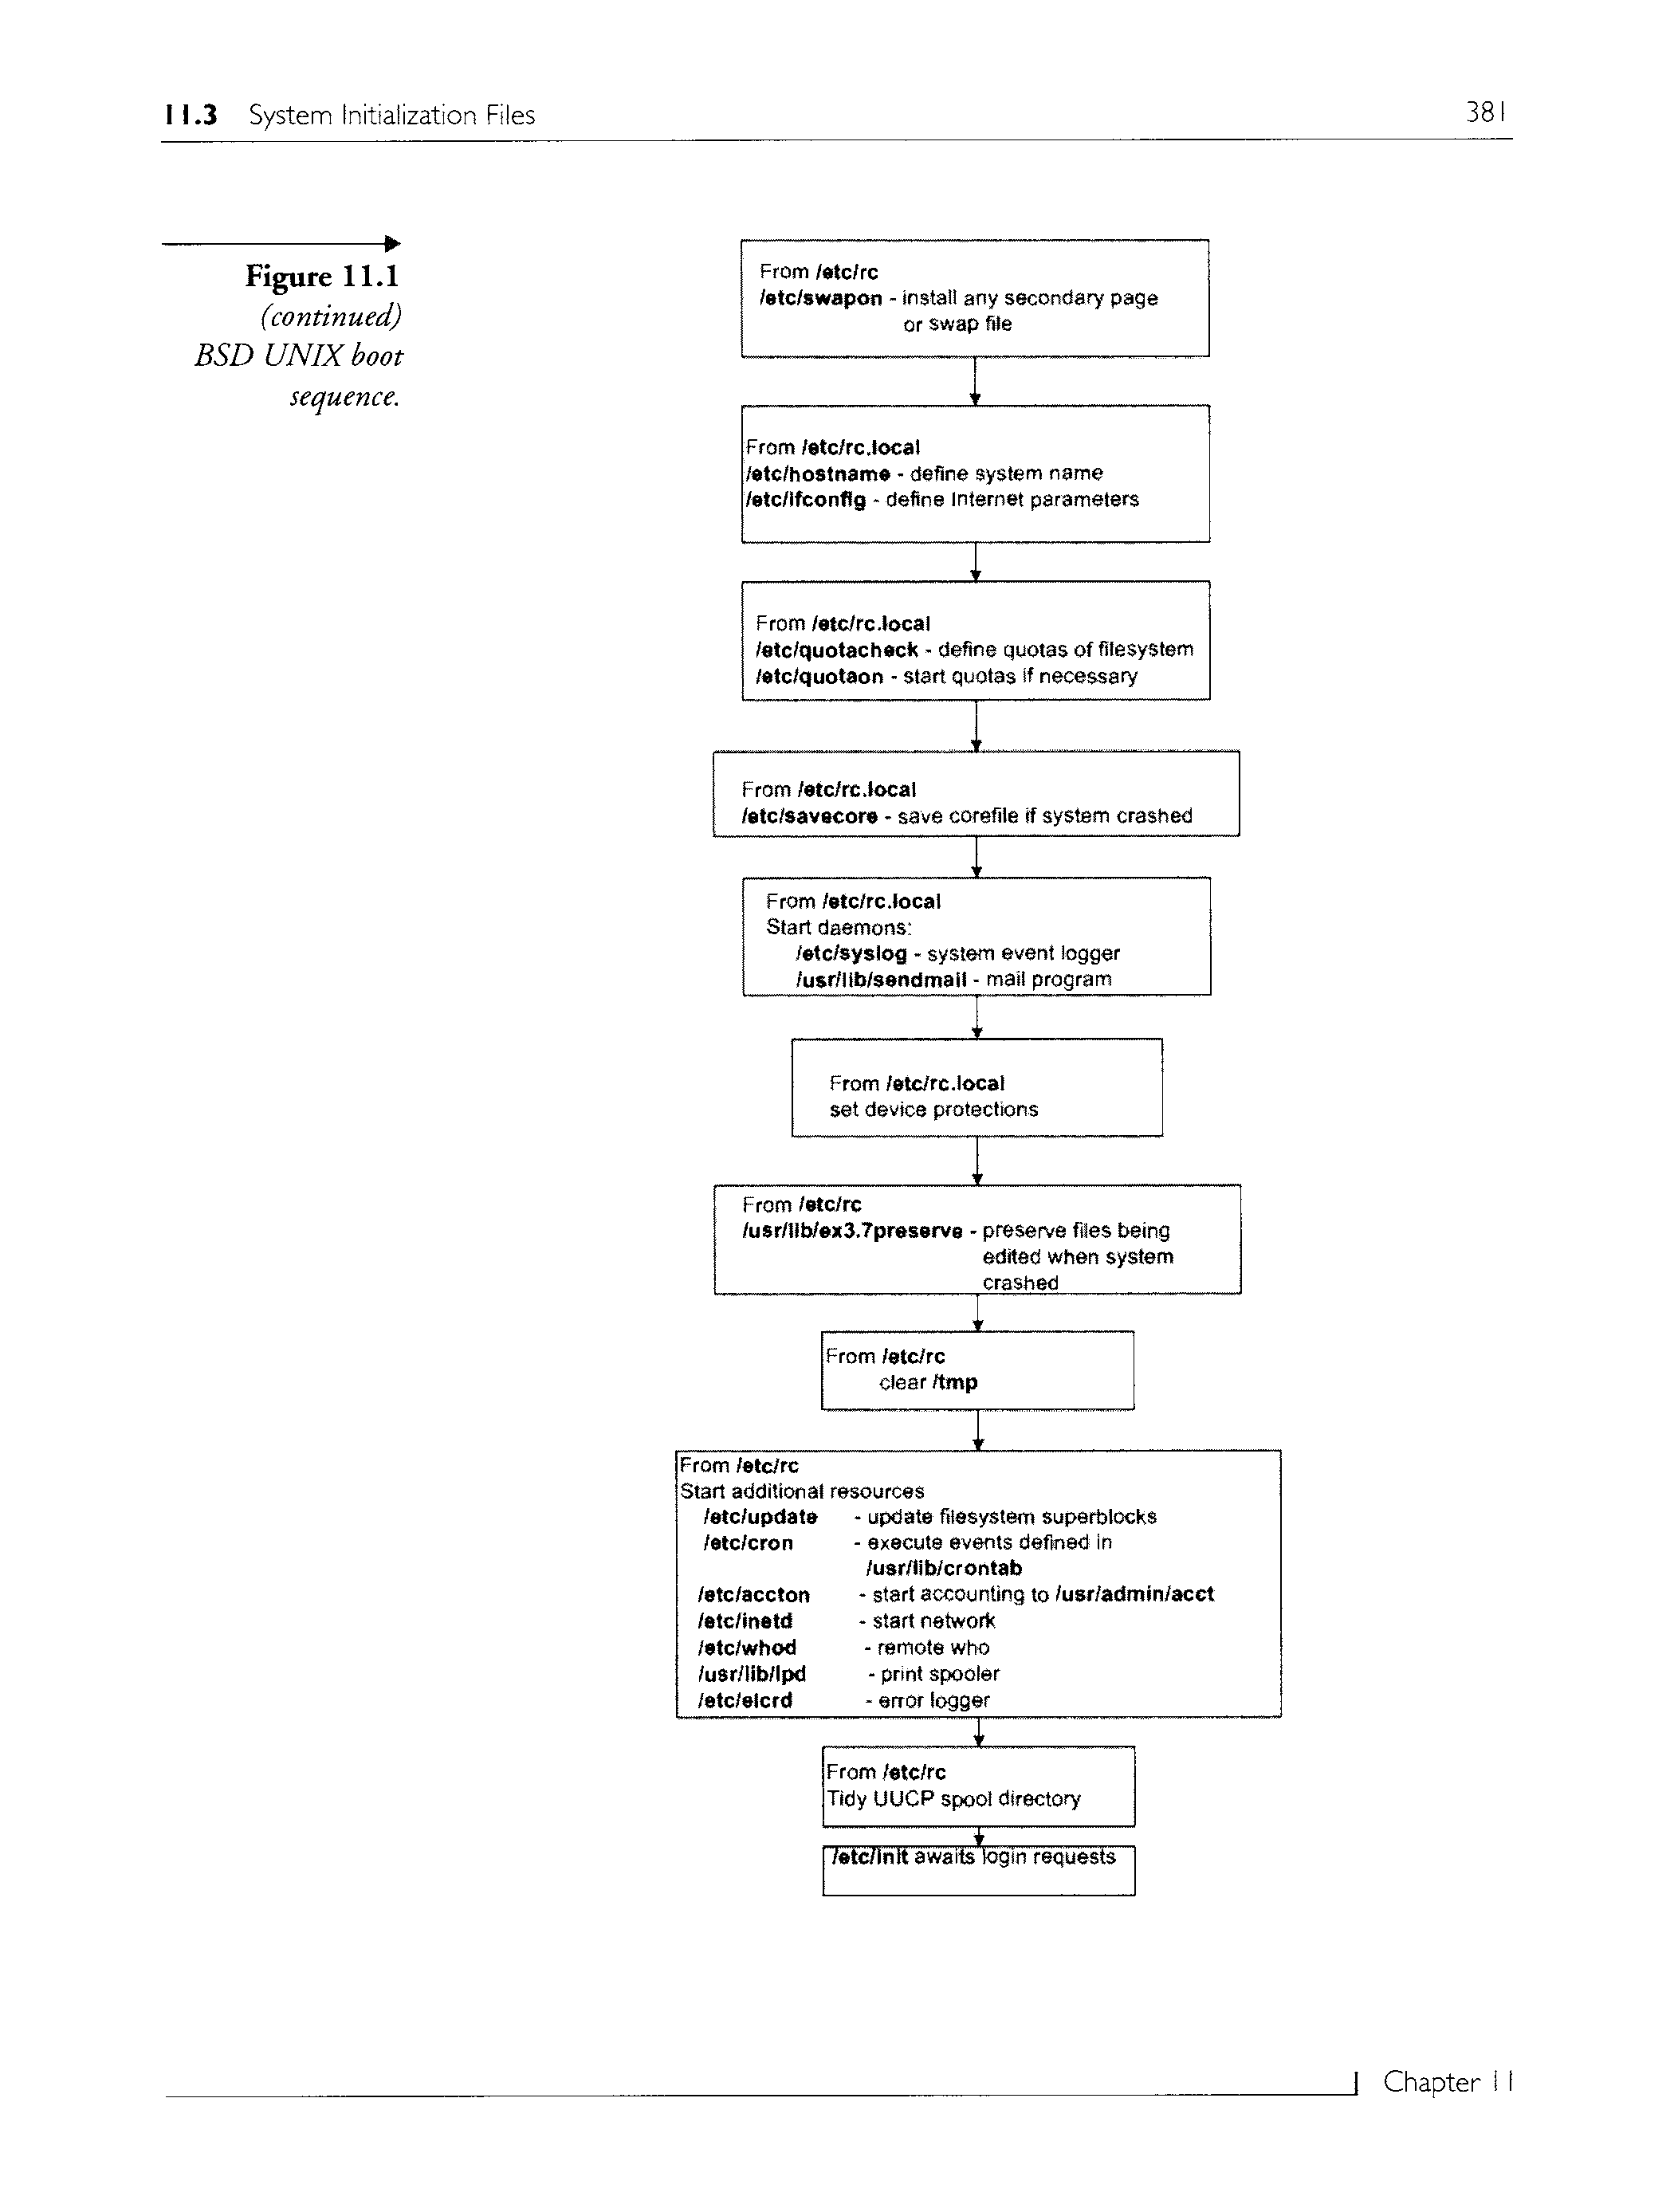 11.3 System Initialization Files 381
Figure 11.1
(continued)
BSD UNIX boot
sequence.
From /etc/rc
/etc/swapon - install any secondary page
or swap file
From /etc/rc.local
/etc/hostname - define system name
/etc/ifconfig - define Internet parameters
From /etc/rc.local
/etc/quotacheck - define quotas of filesystem
/etc/quotaon - start quotas if necessary
From /etc/rc.local
/etc/savecore - save corefile if system crashed
From /etc/rc.local
Start daemons:
/etc/syslog - system event logger
/usr/lib/sendmail - mail program
From /etc/rc.local
set device protections
From /etc/rc
/usr/lib/ex3.7preserve - preserve files being
edited when system
crashed
From /etc/rc
clear /tmp
From /etc/rc
Start additional resources
/etc/update - update filesystem superblocks
/etc/cron - execute events defined in
/usr/lib/crontab
/etc/accton - start accounting to /usr/admin/acct
/etc/inetd - start network
/etc/whod - remote who
/usr/lib/lpd - print spooler
/etc/elcrd - error logger
From /etc/rc
Tidy UUCP spool directory
/etc/init awaits login requests
Chapter 11